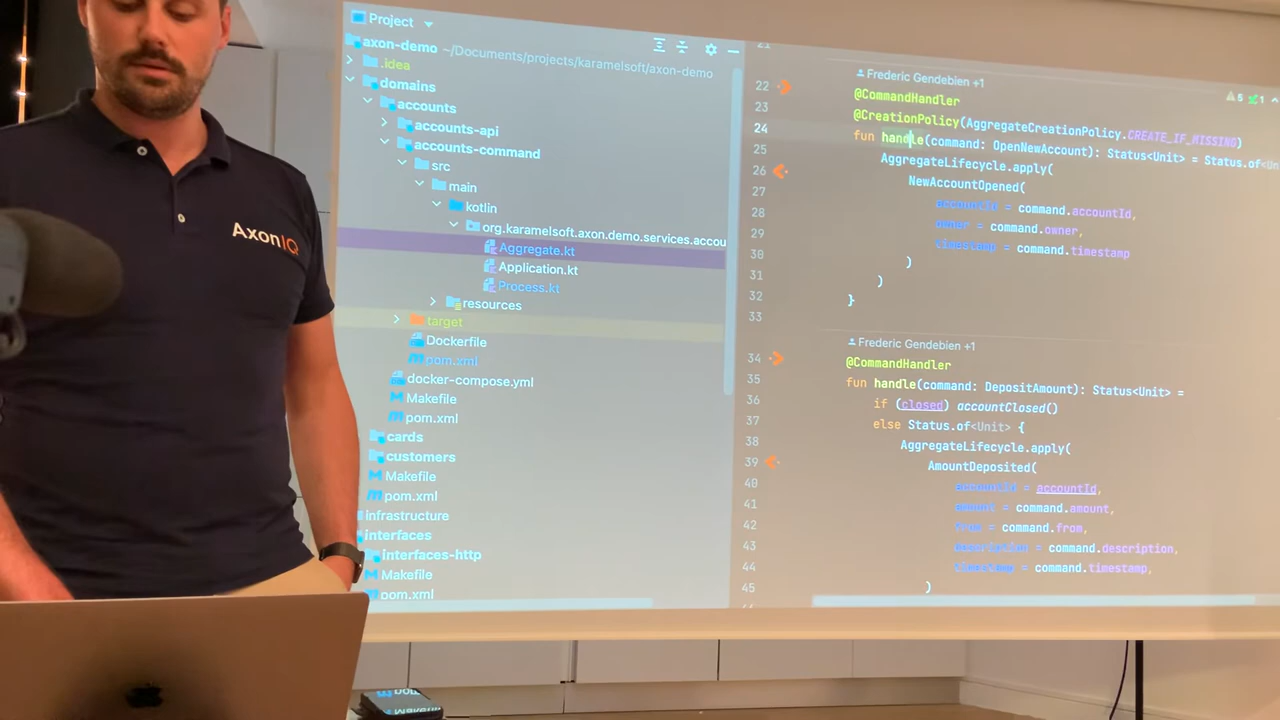 AxonIQ
Project
axon-demo ~/Documents/projects/karamelsoft/axon-demo
.idea
domains
accounts
accounts-api
accounts-command
src
main
kotlin
org.karamelsoft.axon.demo.services.accou
Aggregate.kt
Application.kt
Process.kt
resources
target
Dockerfile
pom.xml
docker-compose.yml
Makefile
pom.xml
cards
customers
Makefile
pom.xml
infrastructure
interfaces
interfaces-http
Makefile
pom.xml
21
Frederic Gendebien +1
5 1
22 @CommandHandler
23 @CreationPolicy(AggregateCreationPolicy.CREATE_IF_MISSING)
24 fun handle(command: OpenNewAccount): Status<Unit> = Status.of<Un
25 AggregateLifecycle.apply(
26 NewAccountOpened(
27 accountId = command.accountId,
28 owner = command.owner,
29 timestamp = command.timestamp
30 )
31 )
32 }
33
Frederic Gendebien +1
34 @CommandHandler
35 fun handle(command: DepositAmount): Status<Unit> =
36 if (closed) accountClosed()
37 else Status.of<Unit> {
38 AggregateLifecycle.apply(
39 AmountDeposited(
40 accountId = accountId,
41 amount = command.amount,
42 from = command.from,
43 description = command.description,
44 timestamp = command.timestamp,
45 )